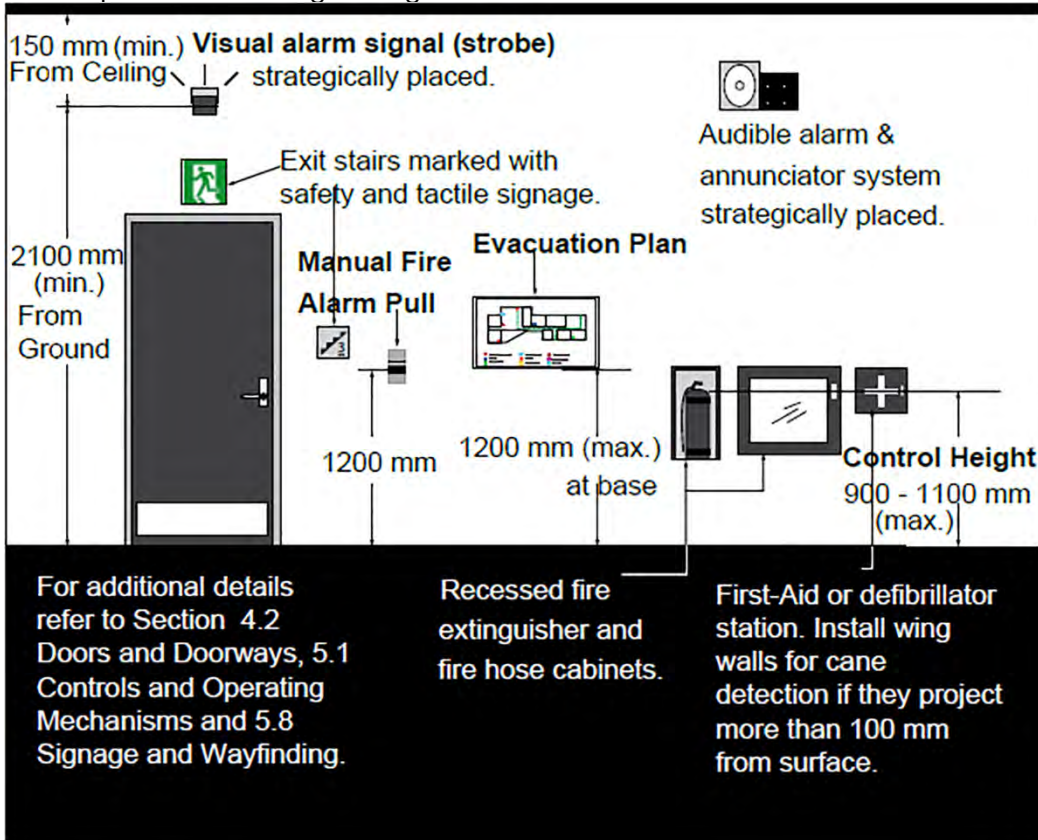 150 mm (min.)
From Ceiling
Visual alarm signal (strobe)
strategically placed.
Audible alarm &
annunciator system
strategically placed.
Exit stairs marked with
safety and tactile signage.
2100 mm
(min.)
From
Ground
Manual Fire
Alarm Pull
Evacuation Plan
3
1200 mm
1200 mm (max.)
at base
Control Height
900 - 1100 mm
(max.)
For additional details
refer to Section 4.2
Doors and Doorways, 5.1
Controls and Operating
Mechanisms and 5.8
Signage and Wayfinding.
Recessed fire
extinguisher and
fire hose cabinets.
First-Aid or defibrillator
station. Install wing
walls for cane
detection if they project
more than 100 mm
from surface.